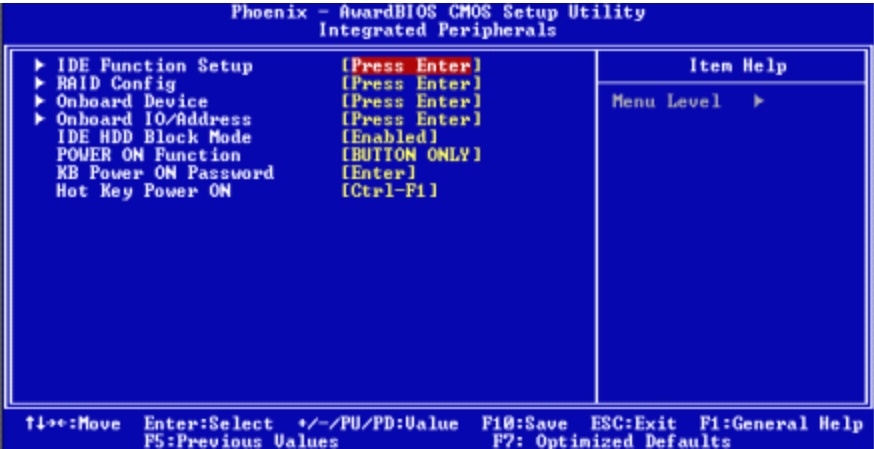 Phoenix - AwardBIOS CMOS Setup Utility
Integrated Peripherals
► IDE Function Setup [Press Enter]
► RAID Config [Press Enter]
► Onboard Device [Press Enter]
► Onboard IO/Address [Press Enter]
IDE HDD Block Mode [Enabled]
POWER ON Function [BUTTON ONLY]
KB Power ON Password [Enter]
Hot Key Power ON [Ctrl-F1]
Item Help
Menu Level ►
↑↓→←:Move Enter:Select +/-/PU/PD:Value F10:Save ESC:Exit F1:General Help
F5:Previous Values F7: Optimized Defaults